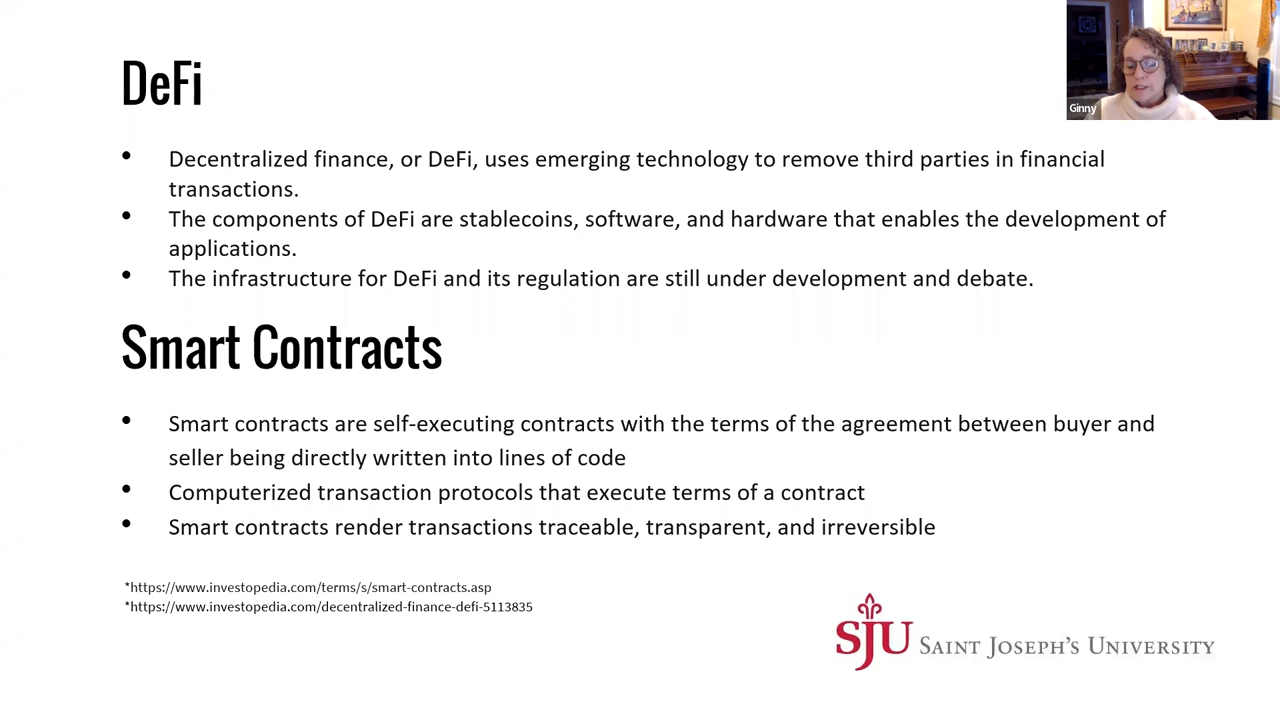 DeFi
Ginny
• Decentralized finance, or DeFi, uses emerging technology to remove third parties in financial
transactions.
• The components of DeFi are stablecoins, software, and hardware that enables the development of
applications.
• The infrastructure for DeFi and its regulation are still under development and debate.
Smart Contracts
• Smart contracts are self-executing contracts with the terms of the agreement between buyer and
seller being directly written into lines of code
• Computerized transaction protocols that execute terms of a contract
• Smart contracts render transactions traceable, transparent, and irreversible
*https://www.investopedia.com/terms/s/smart-contracts.asp
*https://www.investopedia.com/decentralized-finance-defi-5113835
SJU SAINT JOSEPH'S UNIVERSITY